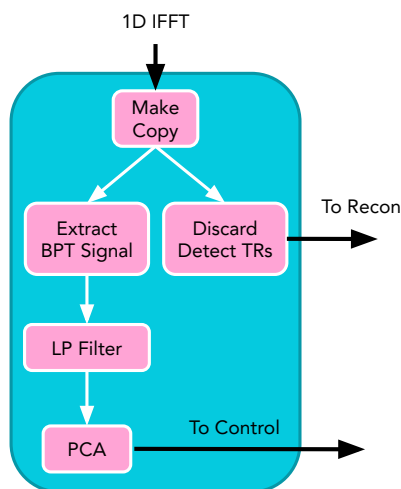 1D IFFT
Make
Copy
Extract
BPT Signal
Discard
Detect TRs
To Recon
LP Filter
To Control
PCA